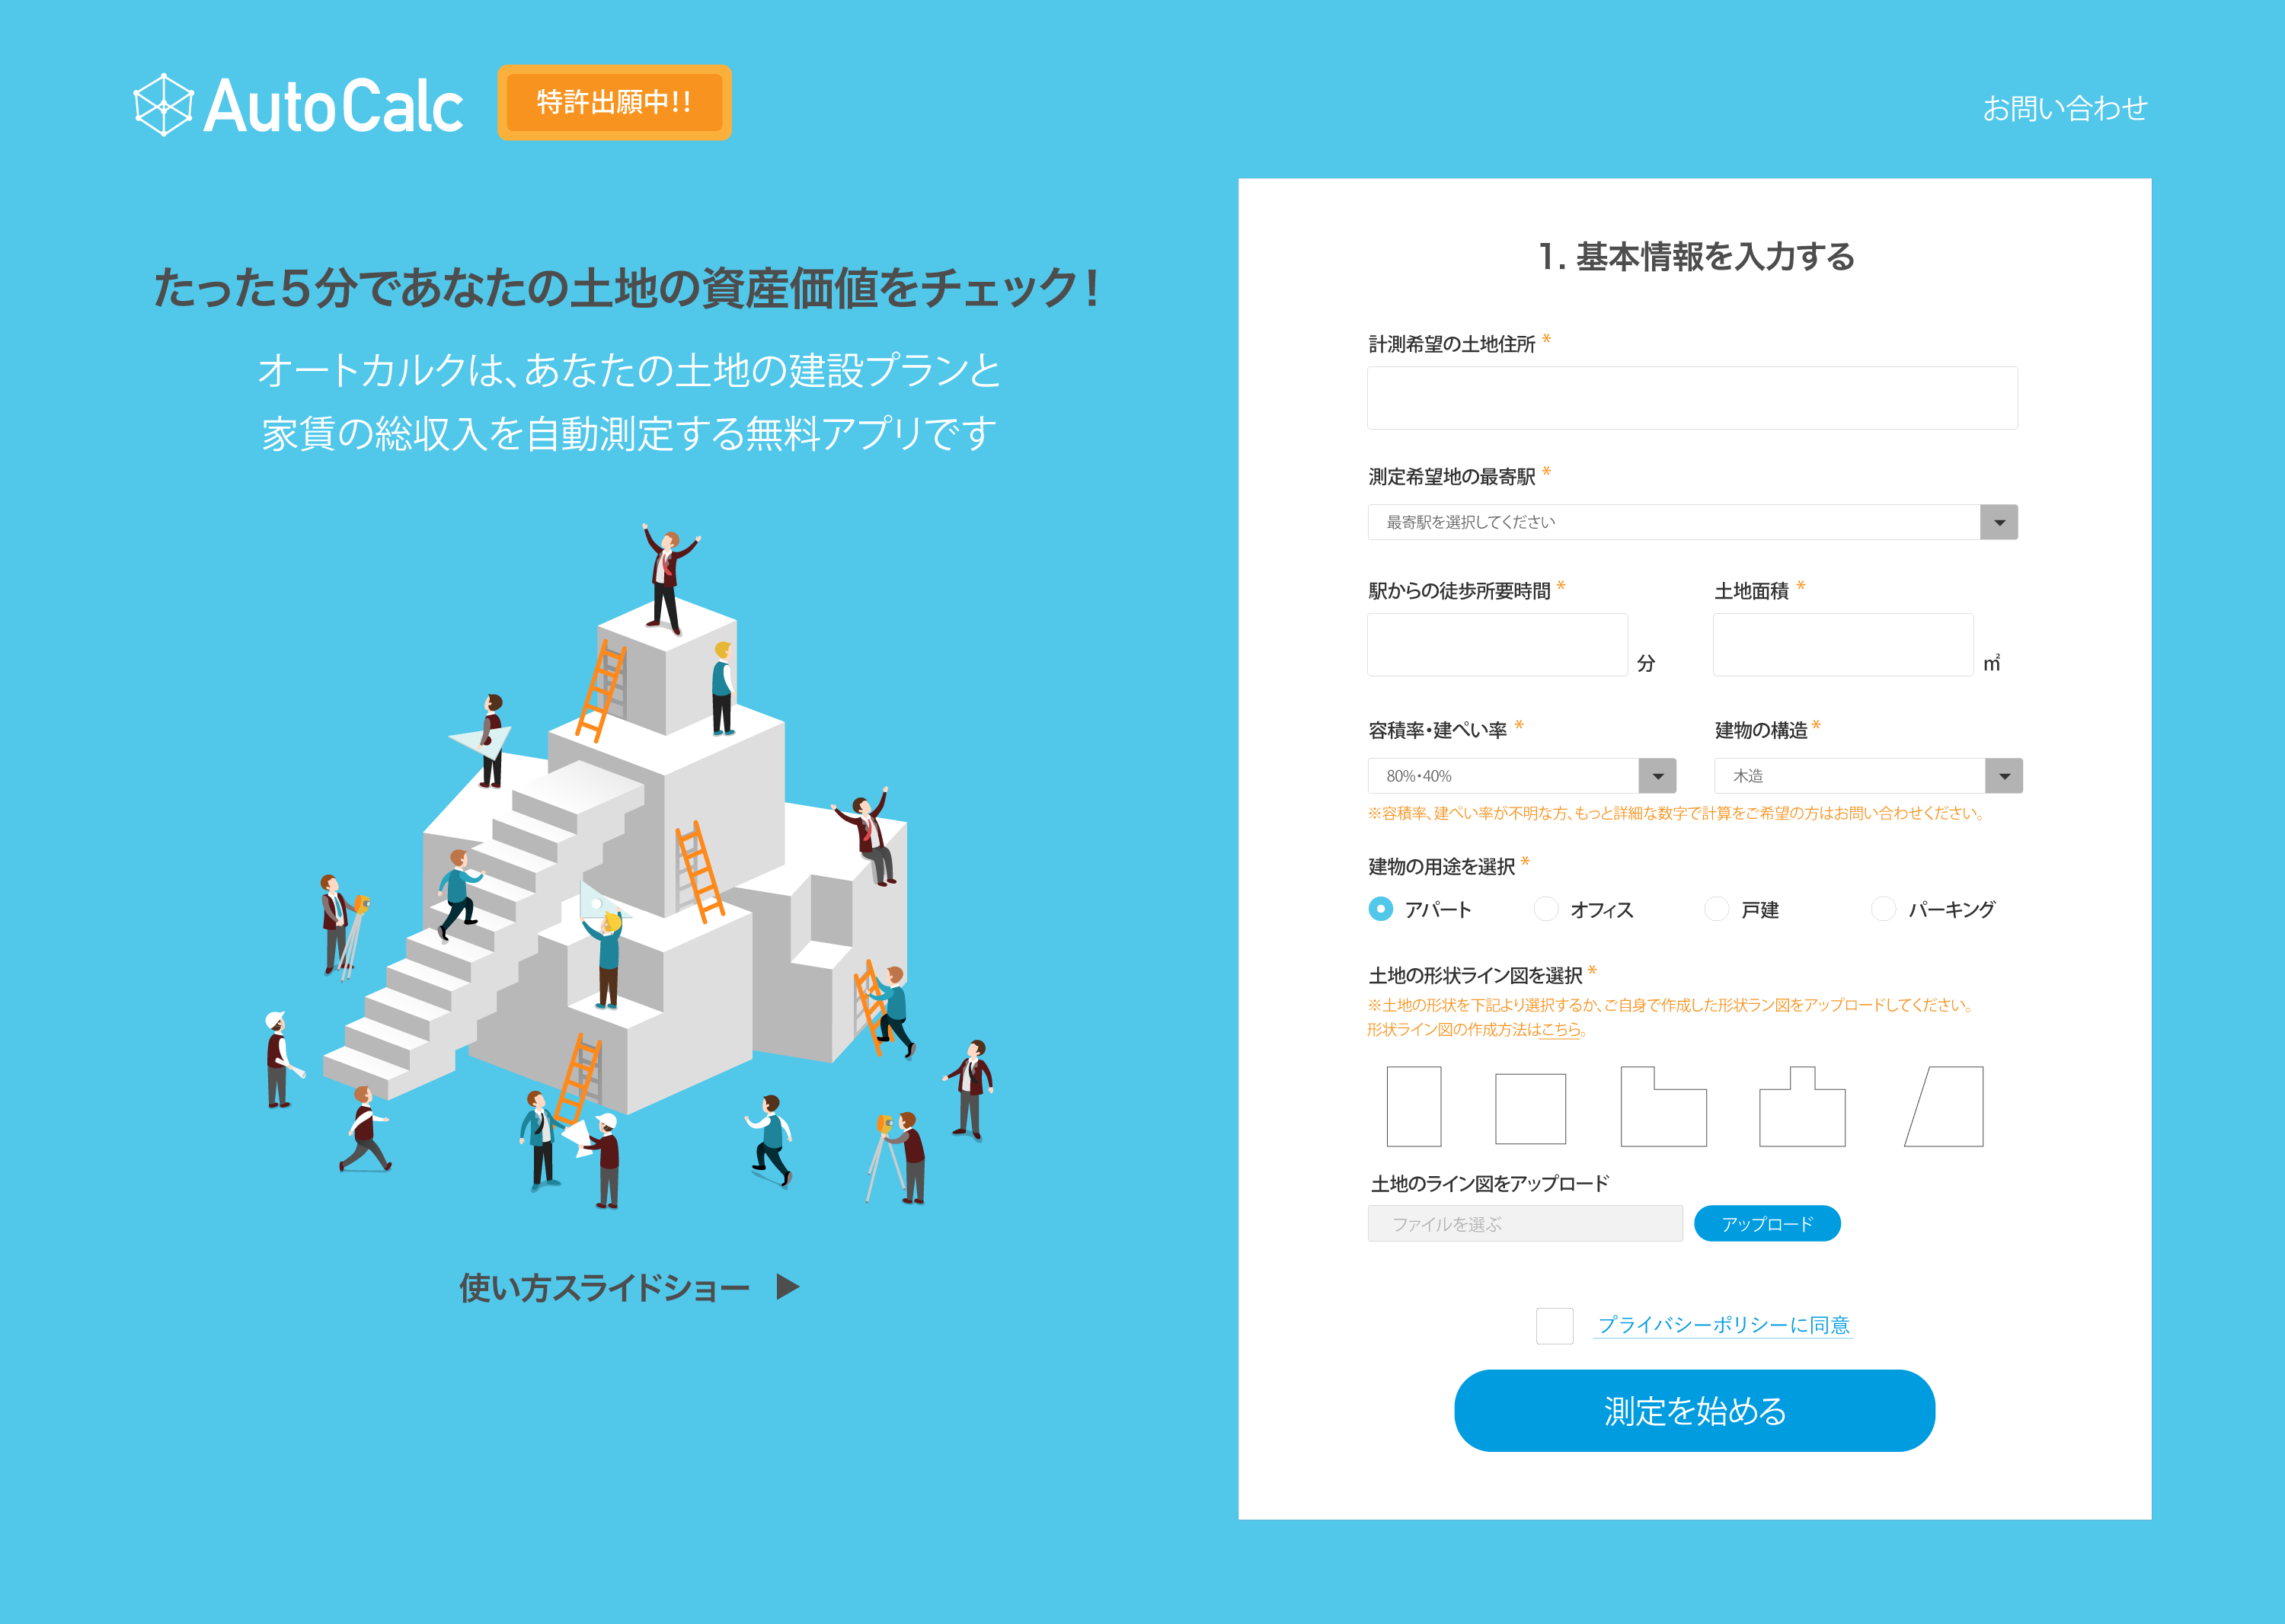 AutoCalc
特許出願中!!
お問い合わせ
たった5分であなたの土地の資産価値をチェック!
オートカルクは、あなたの土地の建設プランと
家賃の総収入を自動測定する無料アプリです
使い方スライドショー
1. 基本情報を入力する
計測希望の土地住所 *
測定希望地の最寄駅 *
最寄駅を選択してください
駅からの徒歩所要時間 * 土地面積 *
分 ㎡
容積率・建ぺい率 * 建物の構造 *
80%・40% 木造
※容積率、建ぺい率が不明な方、もっと詳細な数字で計算をご希望の方はお問い合わせください。
建物の用途を選択 *
アパート オフィス 戸建 パーキング
土地の形状ライン図を選択 *
※土地の形状を下記より選択するか、ご自身で作成した形状ラン図をアップロードしてください。
形状ライン図の作成方法はこちら。
土地のライン図をアップロード
ファイルを選ぶ アップロード
プライバシーポリシーに同意
測定を始める